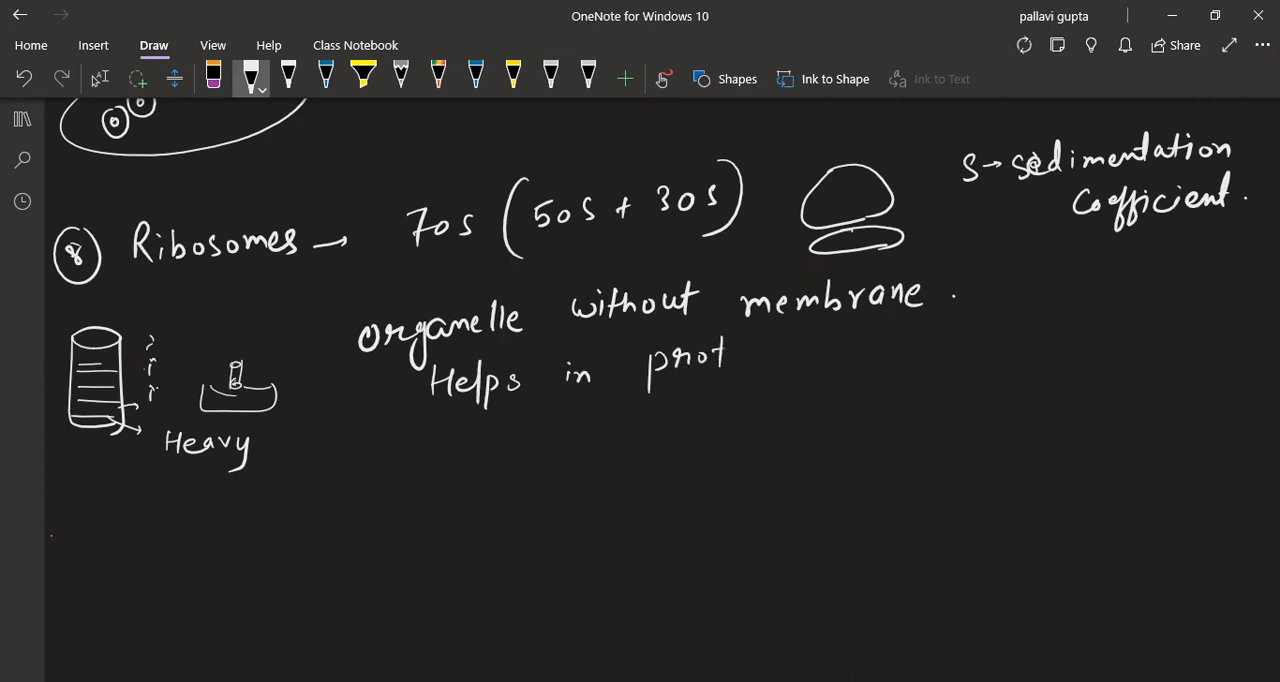 OneNote for Windows 10
pallavi gupta
Home Insert Draw View Help Class Notebook
Share
Shapes Ink to Shape Ink to Text
S→ sedimentation
coefficient.
8 Ribosomes → 70s (50s + 30s)
organelle without membrane.
Helps in prot
Heavy